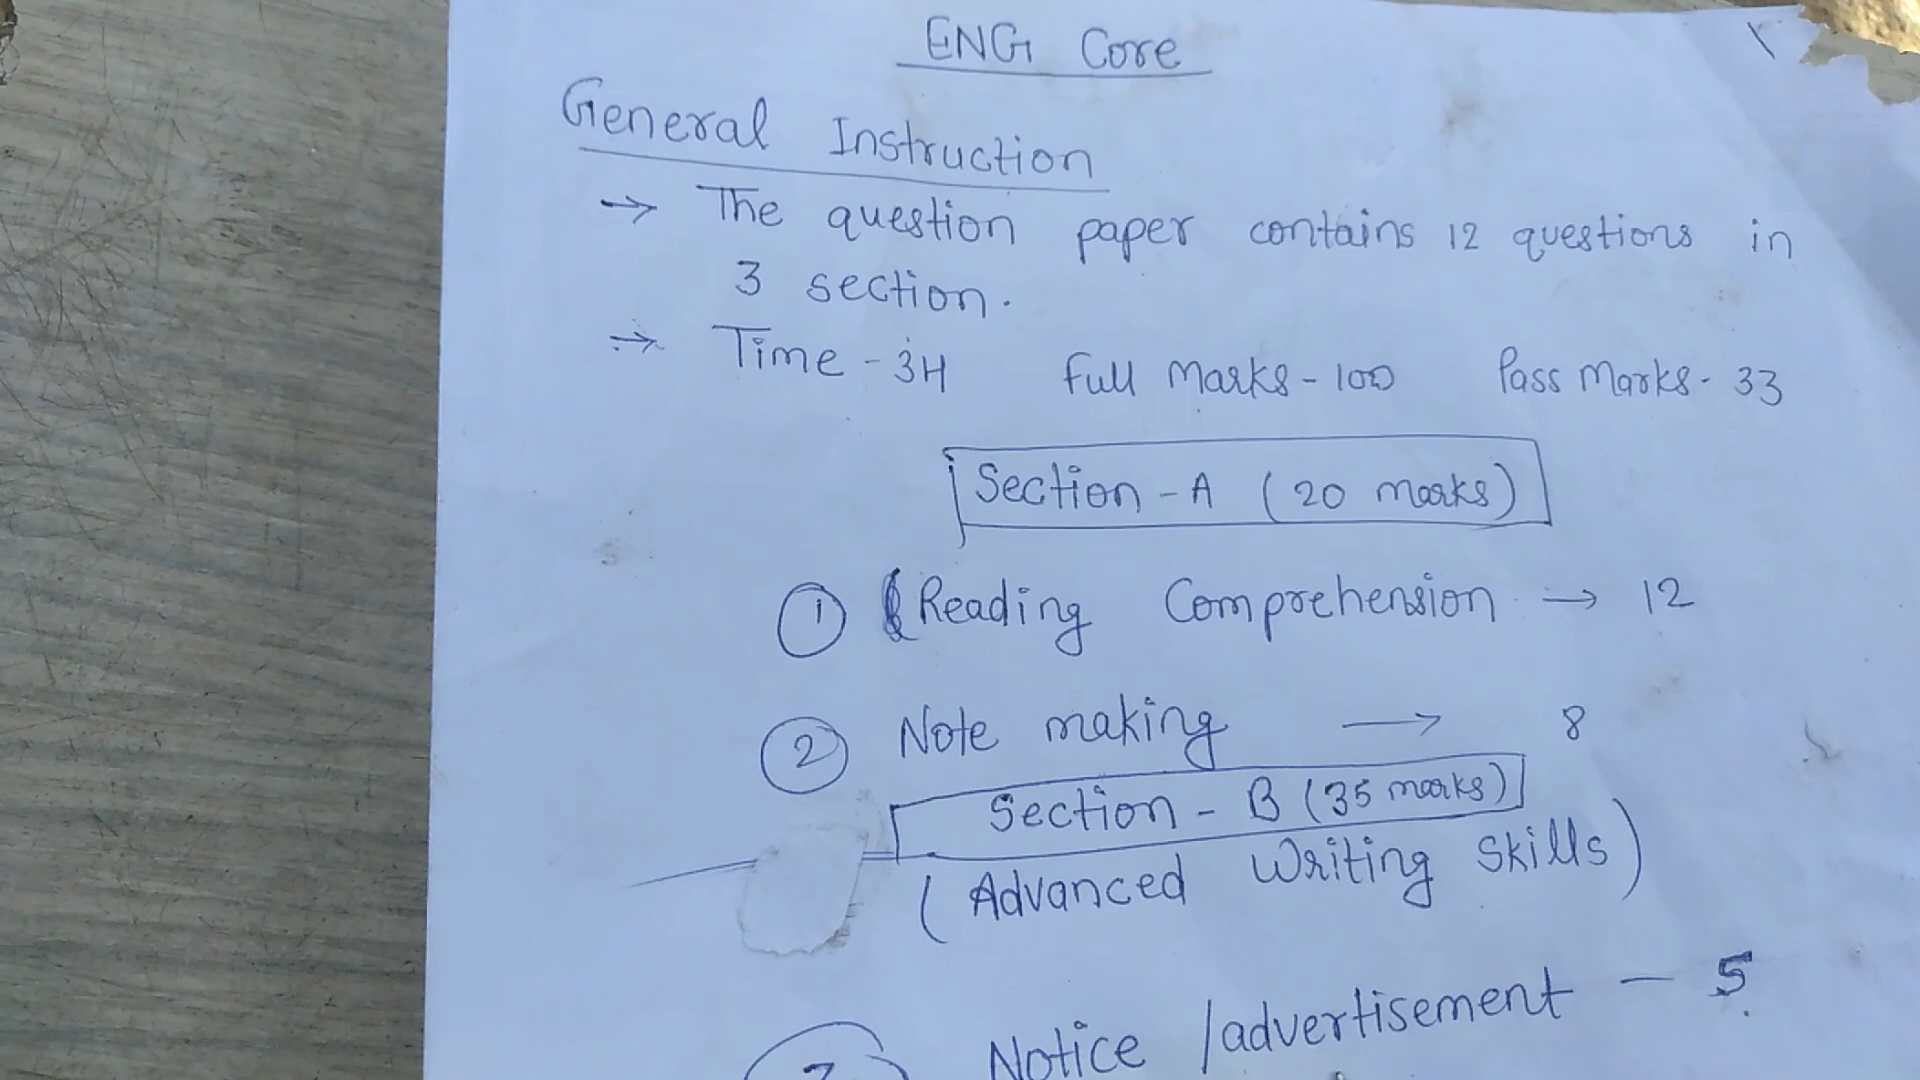 ENG Core
General Instruction
→ The question paper contains 12 questions in
3 section.
→ Time - 3H Full Marks - 100 Pass Marks - 33
Section - A (20 marks)
① Reading Comprehension → 12
② Note making → 8
Section - B (35 marks)
(Advanced Writing Skills)
③ Notice /advertisement — 5